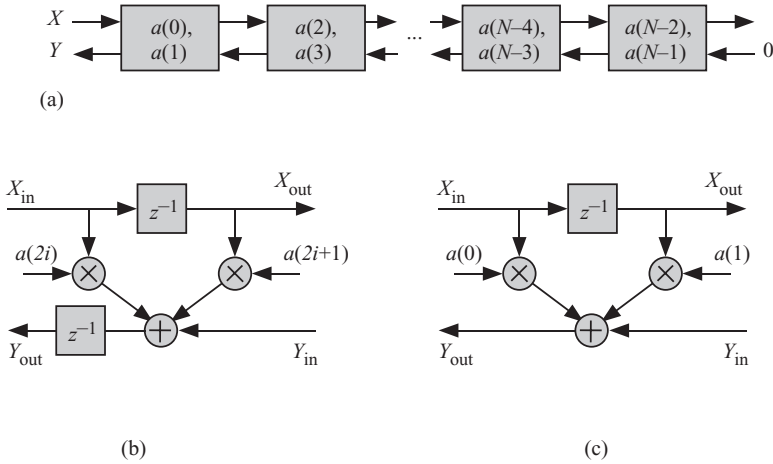 X a(0), a(2), a(N–4), a(N–2),
Y a(1) a(3) ... a(N–3) a(N–1) 0
(a)
X_in X_out X_in X_out
z⁻¹ z⁻¹
a(2i) × × a(2i+1) a(0) × × a(1)
z⁻¹ + +
Y_out Y_in Y_out Y_in
(b) (c)